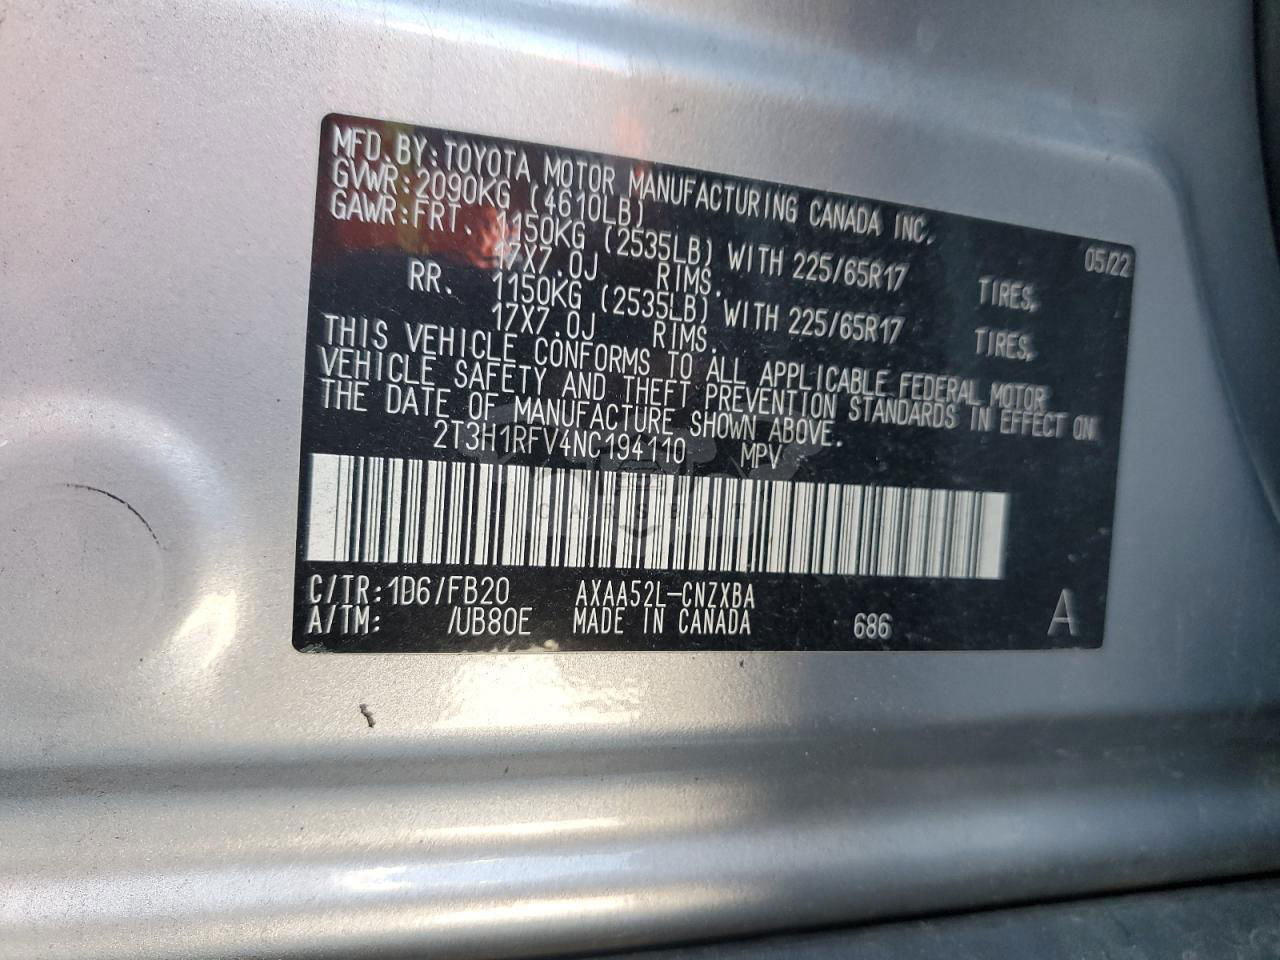 MFD.BY:TOYOTA MOTOR MANUFACTURING CANADA INC.
GVWR:2090KG (4610LB) 05/22
GAWR:FRT. 1150KG (2535LB) WITH 225/65R17 TIRES,
17X7.0J RIMS.
RR. 1150KG (2535LB) WITH 225/65R17 TIRES,
17X7.0J RIMS.
THIS VEHICLE CONFORMS TO ALL APPLICABLE FEDERAL MOTOR
VEHICLE SAFETY AND THEFT PREVENTION STANDARDS IN EFFECT ON
THE DATE OF MANUFACTURE SHOWN ABOVE.
2T3H1RFV4NC194110 MPV
C/TR:1D6/FB20 AXAA52L-CNZXBA
A/TM: /UB80E MADE IN CANADA 686 A